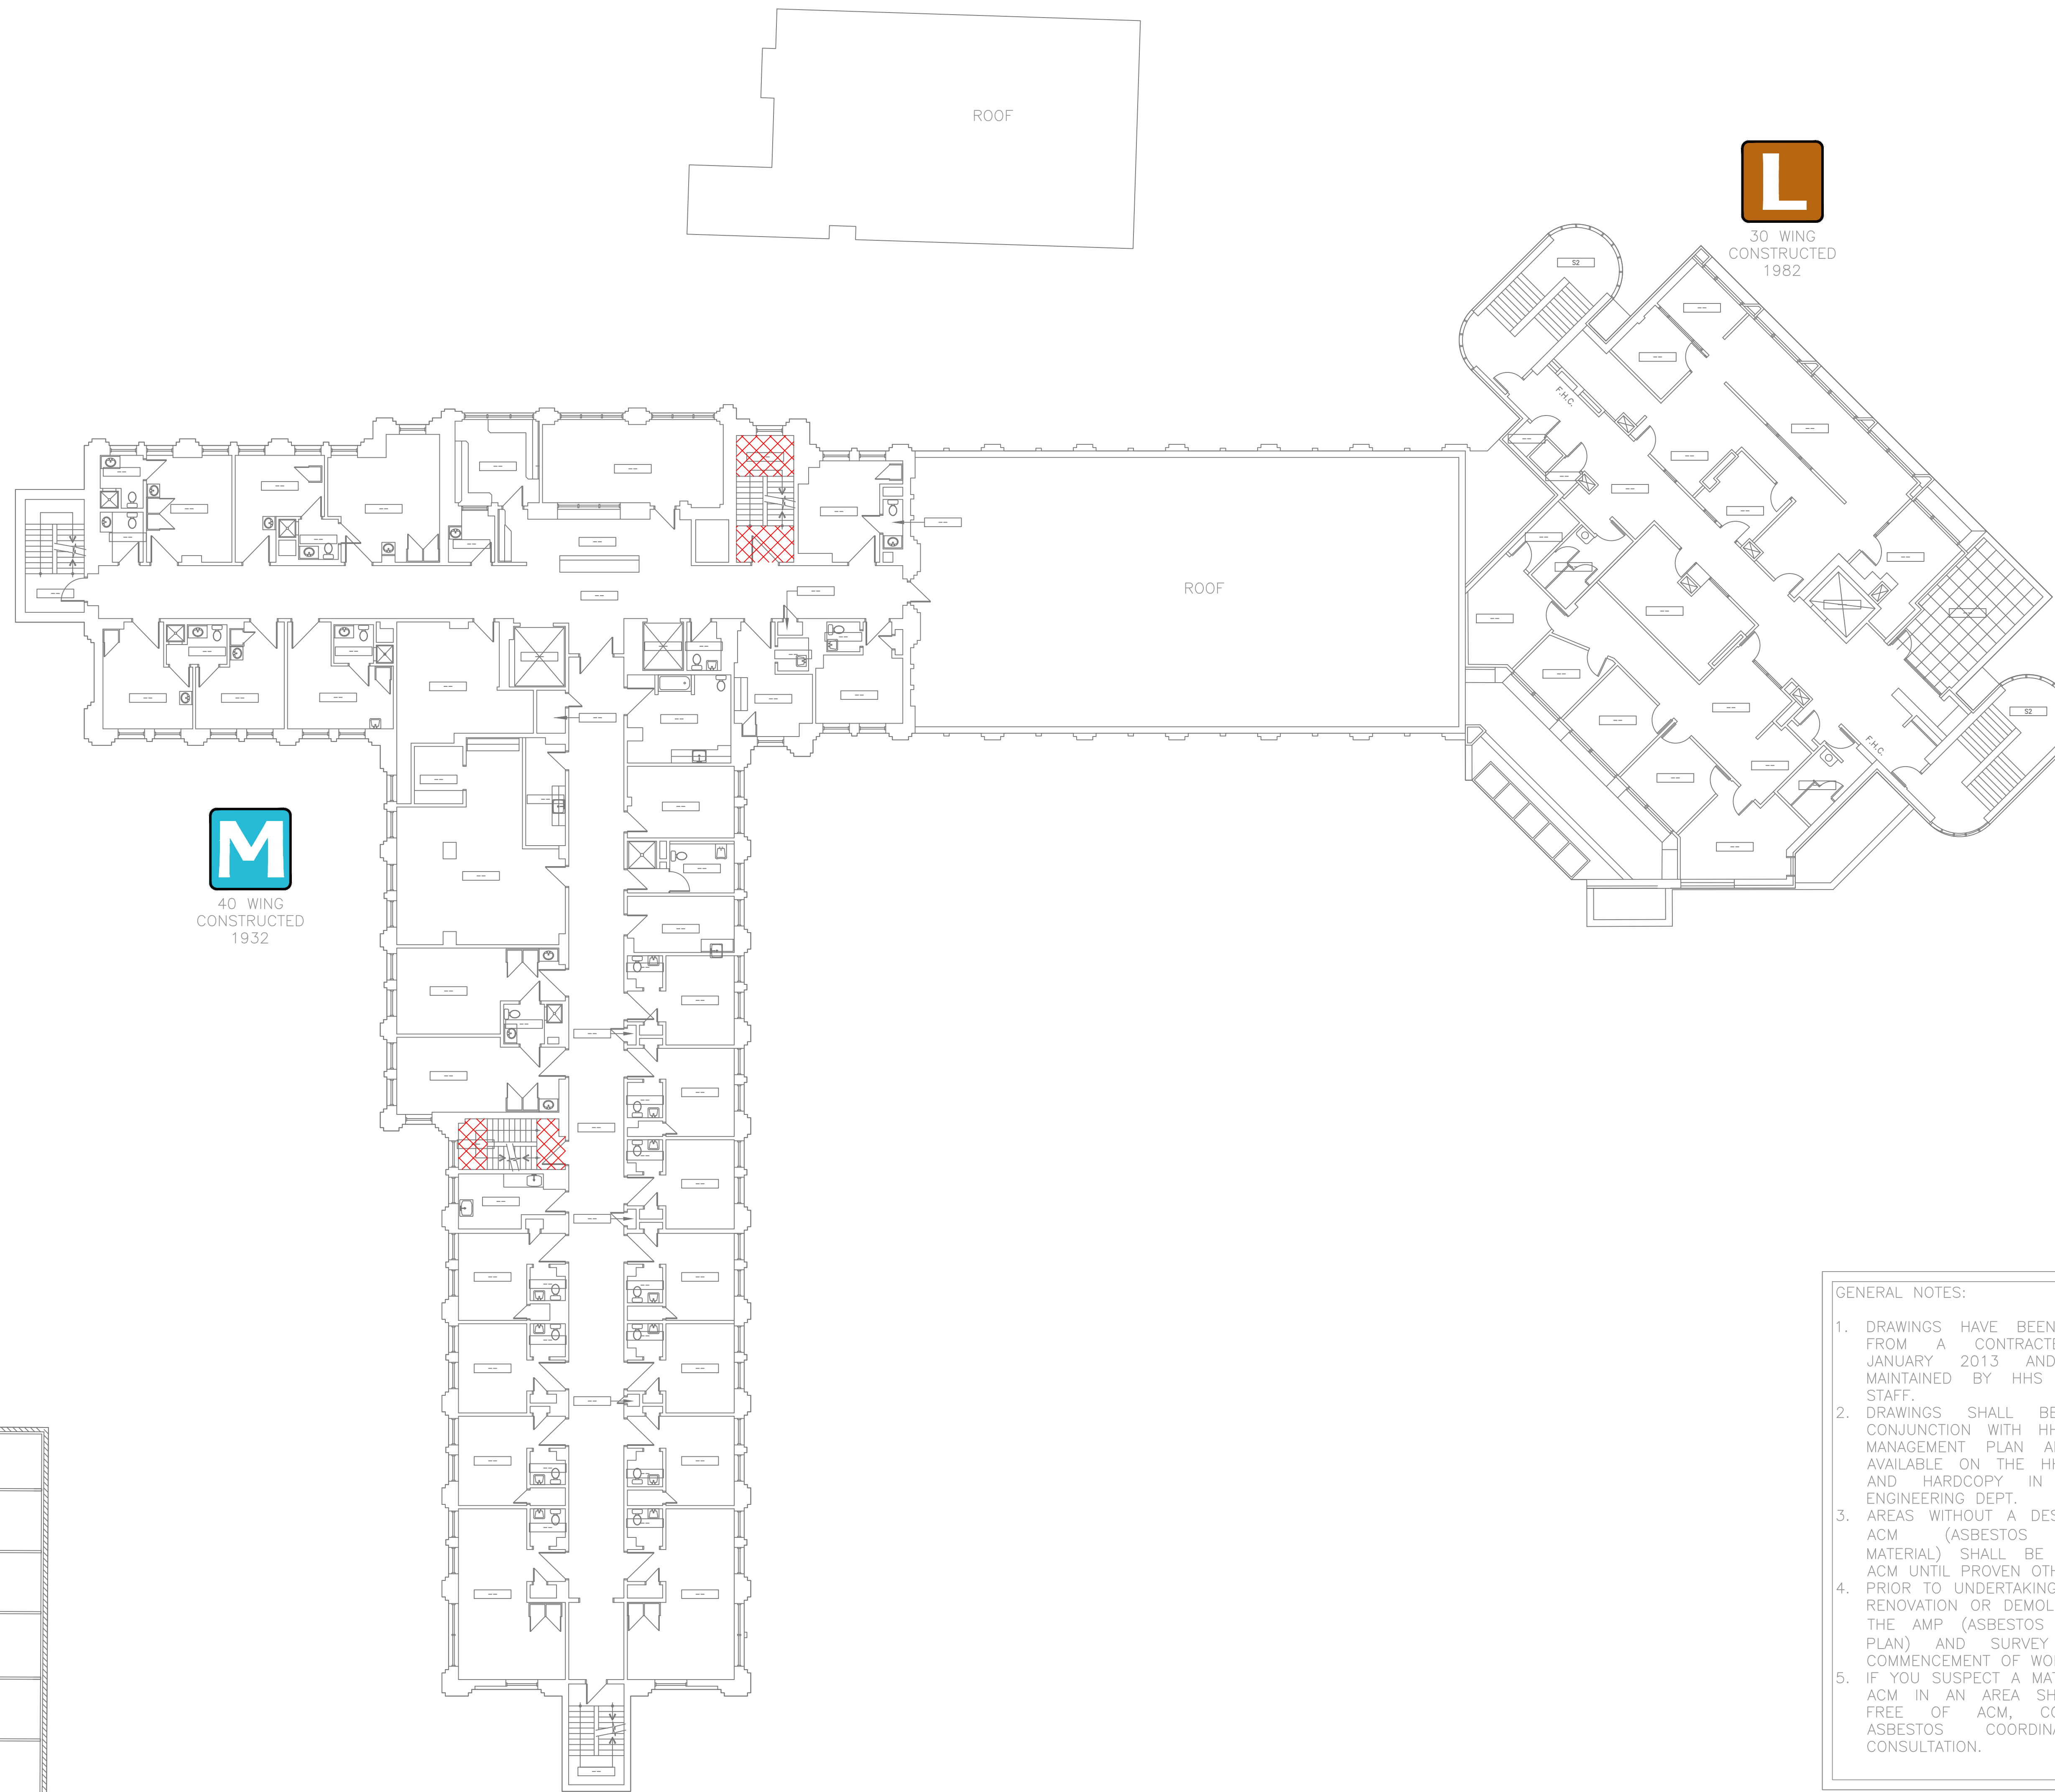 ROOF
L
30 WING
CONSTRUCTED
1982
S2
F.H.C.
ROOF
S2
F.H.C.
M
40 WING
CONSTRUCTED
1932
GENERAL NOTES:
1. DRAWINGS HAVE BEEN
FROM A
JANUARY 2013 AND
MAINTAINED BY HHS
STAFF.
2. DRAWINGS SHALL BE
CONJUNCTION WITH
MANAGEMENT PLAN
AVAILABLE ON THE
AND HARDCOPY IN
ENGINEERING DEPT.
3. AREAS WITHOUT A
ACM (ASBESTOS
MATERIAL) SHALL BE
ACM UNTIL PROVEN
4. PRIOR TO UNDERTAKING
RENOVATION OR
THE AMP (ASBESTOS
PLAN) AND SURVEY
COMMENCEMENT OF
5. IF YOU SUSPECT A
ACM IN AN AREA
FREE OF ACM,
ASBESTOS
CONSULTATION.